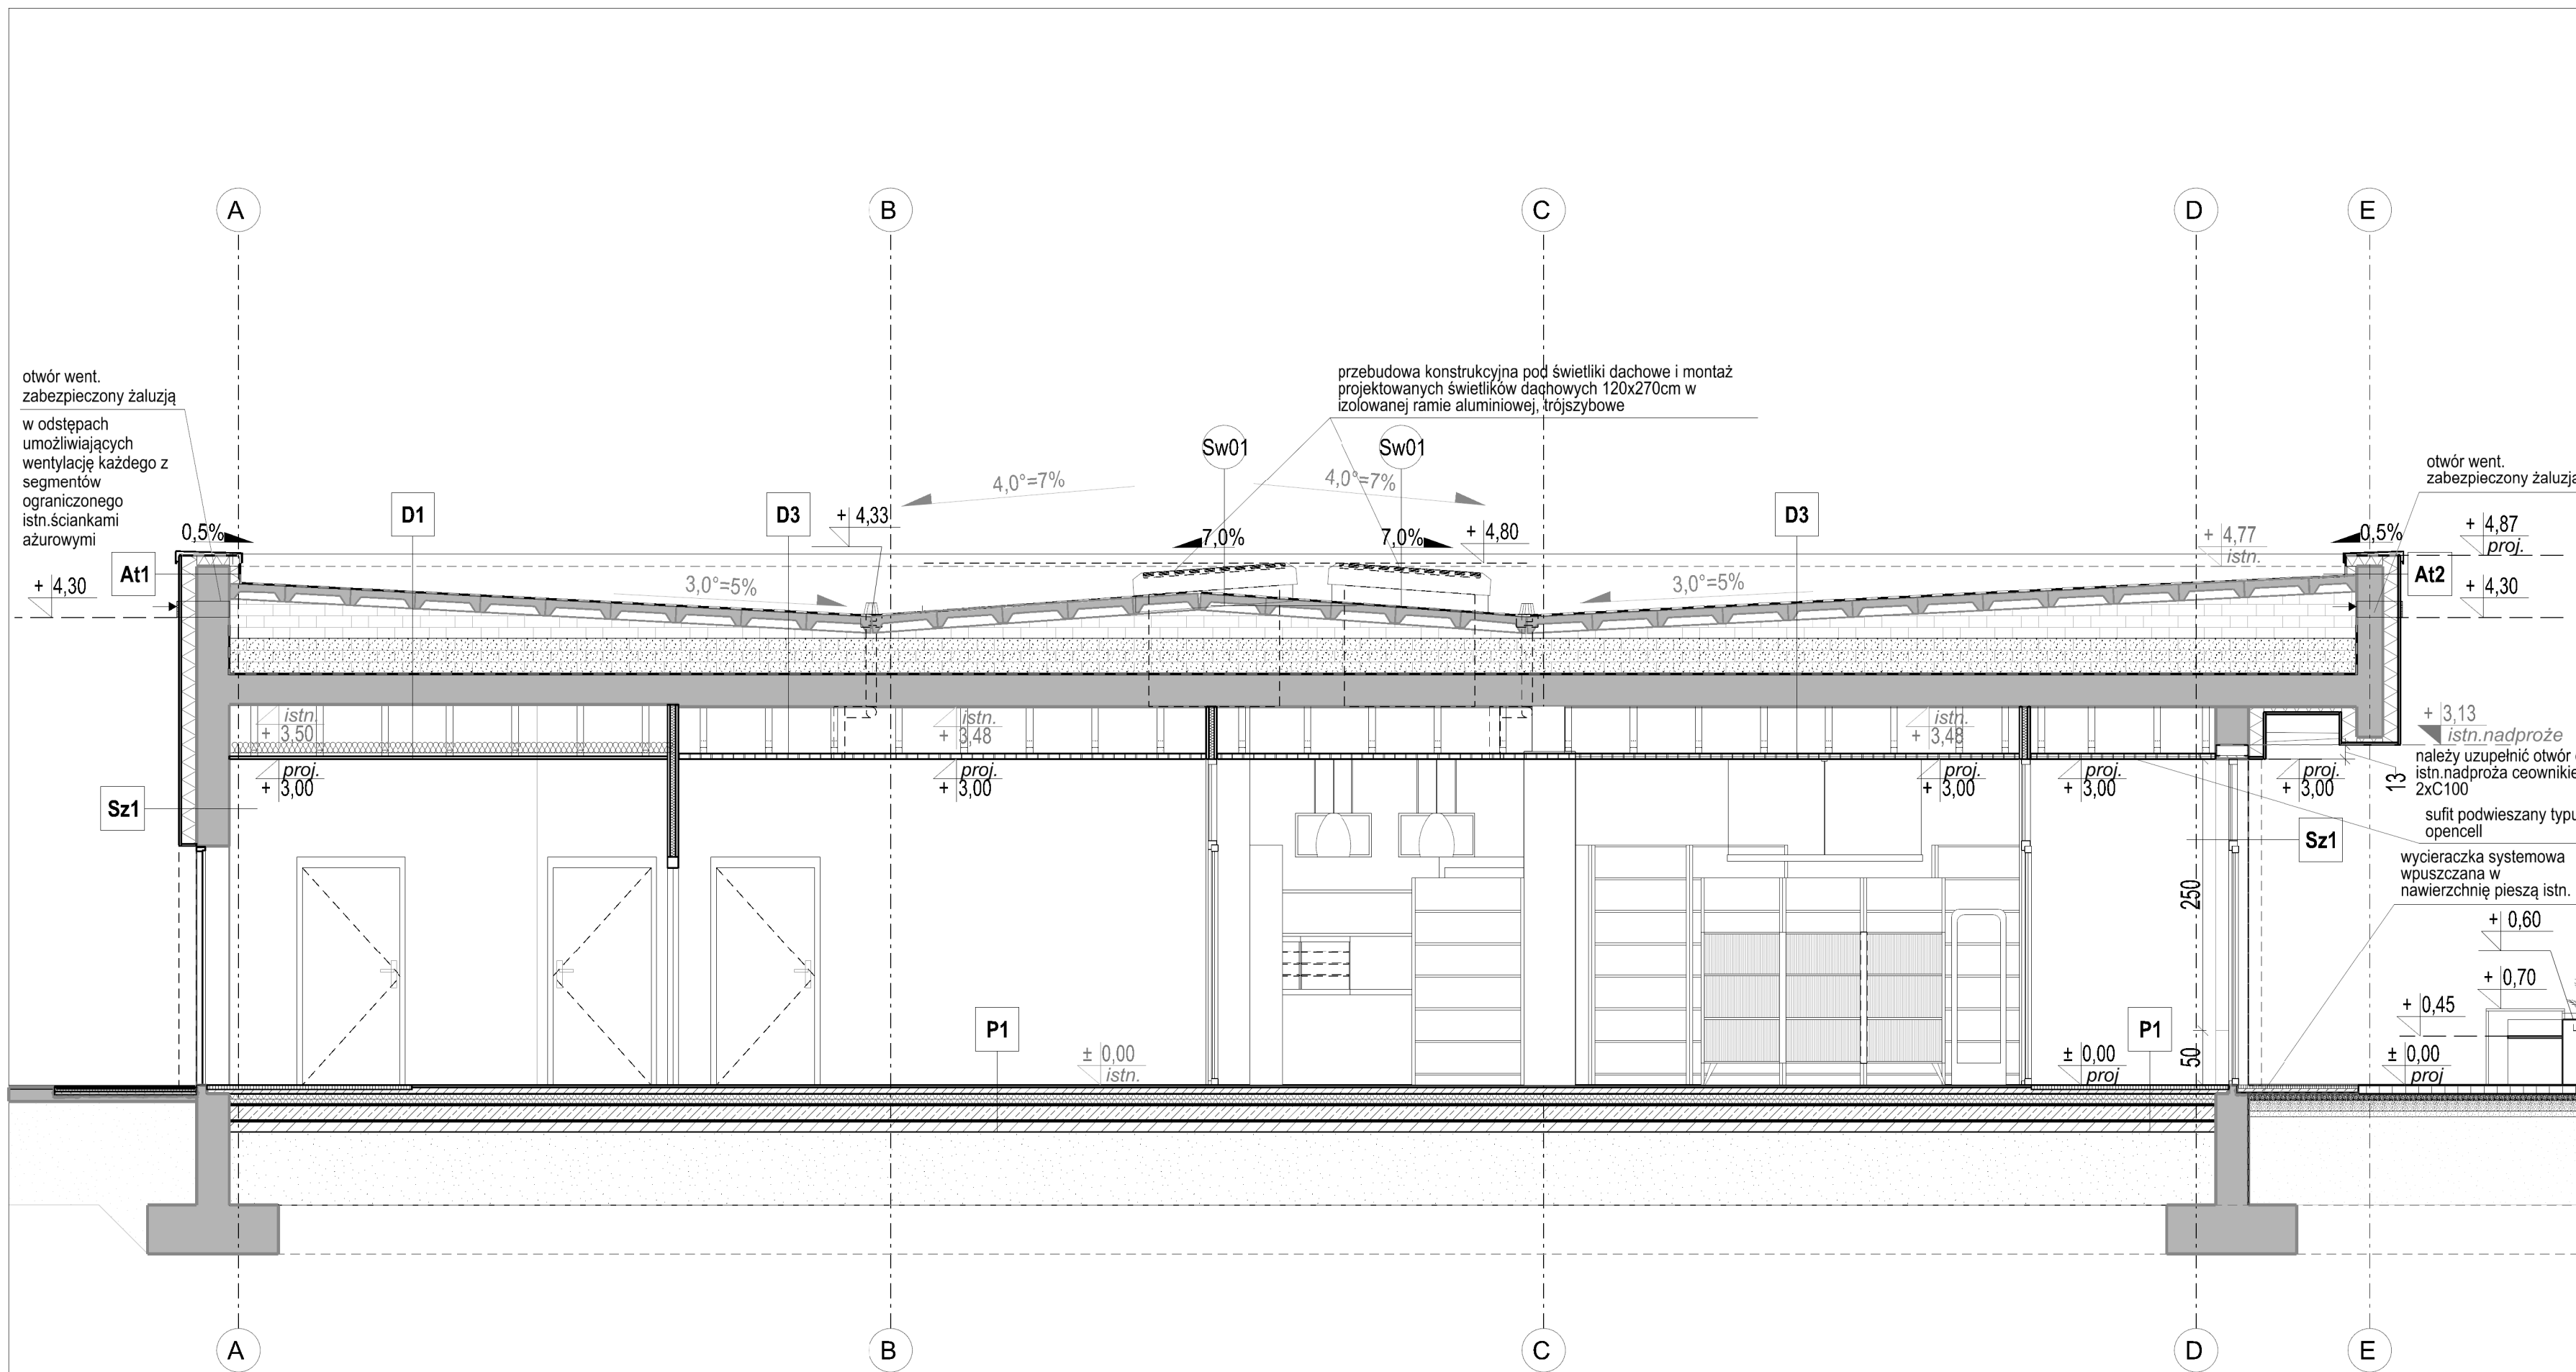 A
B
C
D
E
otwór went.
zabezpieczony żaluzją
w odstępach
umożliwiających
wentylację każdego z
segmentów
ograniczonego
istn.ściankami
ażurowymi
przebudowa konstrukcyjna pod świetliki dachowe i montaż
projektowanych świetlików dachowych 120x270cm w
izolowanej ramie aluminiowej, trójszybowe
Sw01
Sw01
otwór went.
zabezpieczony żaluzją
4,0°=7%
4,0°=7%
D1
D3
D3
+ 4,33
0,5%
7,0%
7,0%
+ 4,80
+ 4,77
istn.
0,5%
+ 4,87
proj.
At1
At2
+ 4,30
3,0°=5%
3,0°=5%
+ 4,30
istn.
+ 3,50
istn.
+ 3,48
istn.
+ 3,48
+ 3,13
istn.nadproże
należy uzupełnić otwór
istn.nadproża
2xC100
13
proj.
+ 3,00
proj.
+ 3,00
proj.
+ 3,00
proj.
+ 3,00
proj.
+ 3,00
Sz1
Sz1
sufit podwieszany typu
opencell
wycieraczka systemowa
wpuszczana w
nawierzchnię pieszą istn.
250
50
+ 0,60
+ 0,70
+ 0,45
P1
P1
± 0,00
istn.
± 0,00
proj
± 0,00
proj
A
B
C
D
E